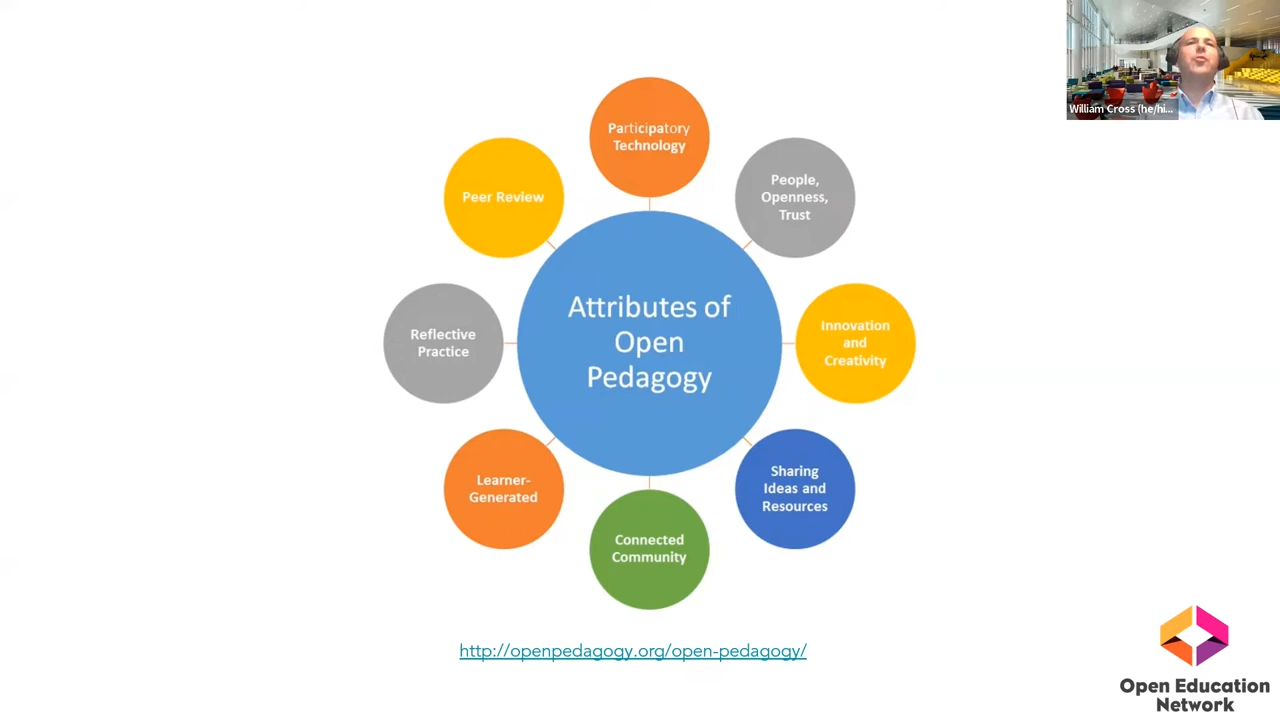 William Cross (he/hi...
Participatory
Technology
People,
Openness,
Trust
Innovation
and
Creativity
Sharing
Ideas and
Resources
Connected
Community
Learner-
Generated
Reflective
Practice
Peer Review
Attributes of
Open
Pedagogy
http://openpedagogy.org/open-pedagogy/
Open Education
Network